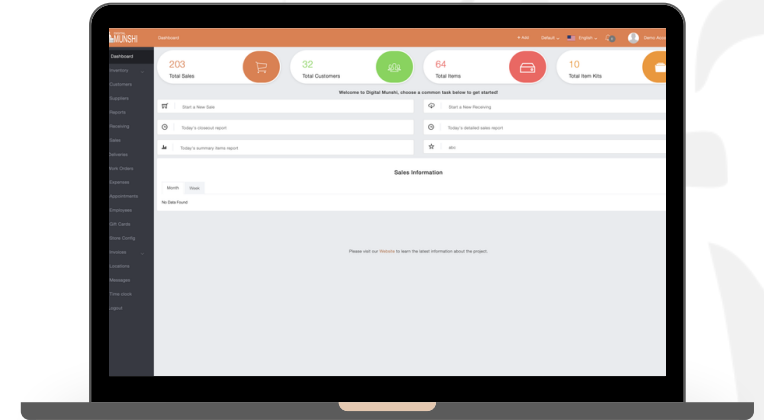 MUNSHI
Dashboard
Default
English
Demo Acco
Dashboard
Inventory
Customers
Suppliers
Reports
Receiving
Sales
Deliveries
Work Orders
Expenses
Appointments
Employees
Gift Cards
Store Config
Invoices
Locations
Messages
Time clock
Logout
203
Total Sales
32
Total Customers
64
Total Items
10
Total Item Kits
Welcome to Digital Munshi, choose a common task below to get started!
Start a New Sale
Start a New Receiving
Today's closeout report
Today's detailed sales report
Today's summary items report
Sales Information
Month
Week
No Data Found
Please visit our Website to learn the latest information about the project.